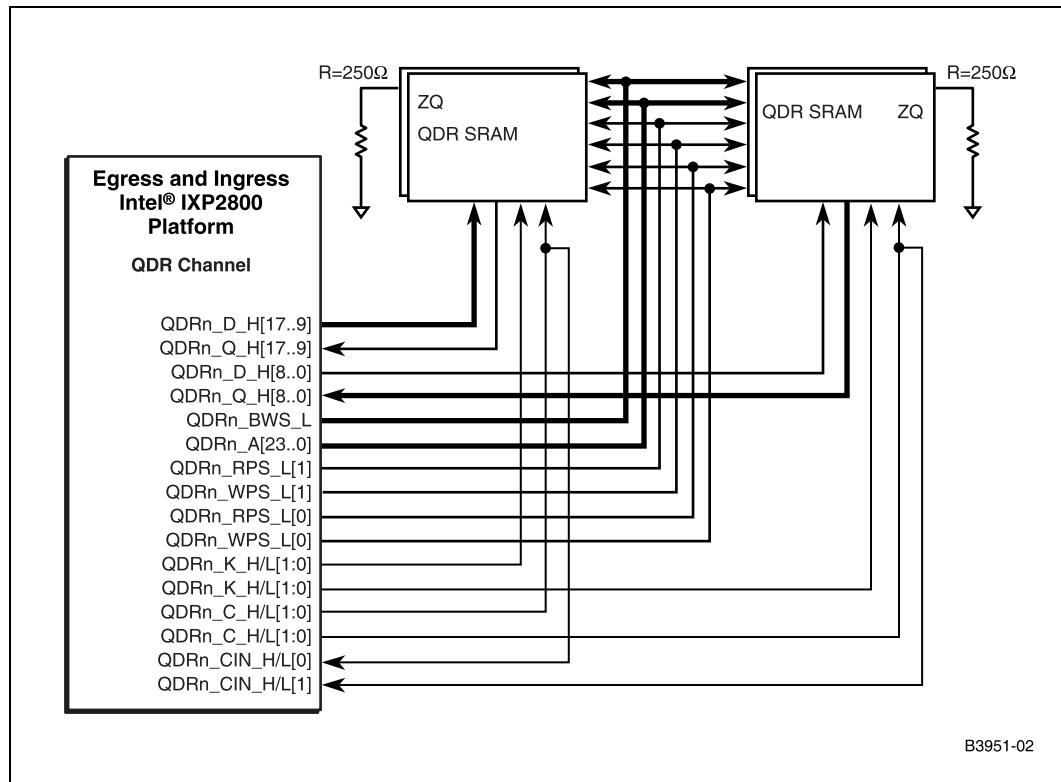 R=250Ω
ZQ
QDR SRAM
QDR SRAM
ZQ
R=250Ω
Egress and Ingress
Intel® IXP2800
Platform
QDR Channel
QDRn_D_H[17..9]
QDRn_Q_H[17..9]
QDRn_D_H[8..0]
QDRn_Q_H[8..0]
QDRn_BWS_L
QDRn_A[23..0]
QDRn_RPS_L[1]
QDRn_WPS_L[1]
QDRn_RPS_L[0]
QDRn_WPS_L[0]
QDRn_K_H/L[1:0]
QDRn_K_H/L[1:0]
QDRn_C_H/L[1:0]
QDRn_C_H/L[1:0]
QDRn_CIN_H/L[0]
QDRn_CIN_H/L[1]
B3951-02